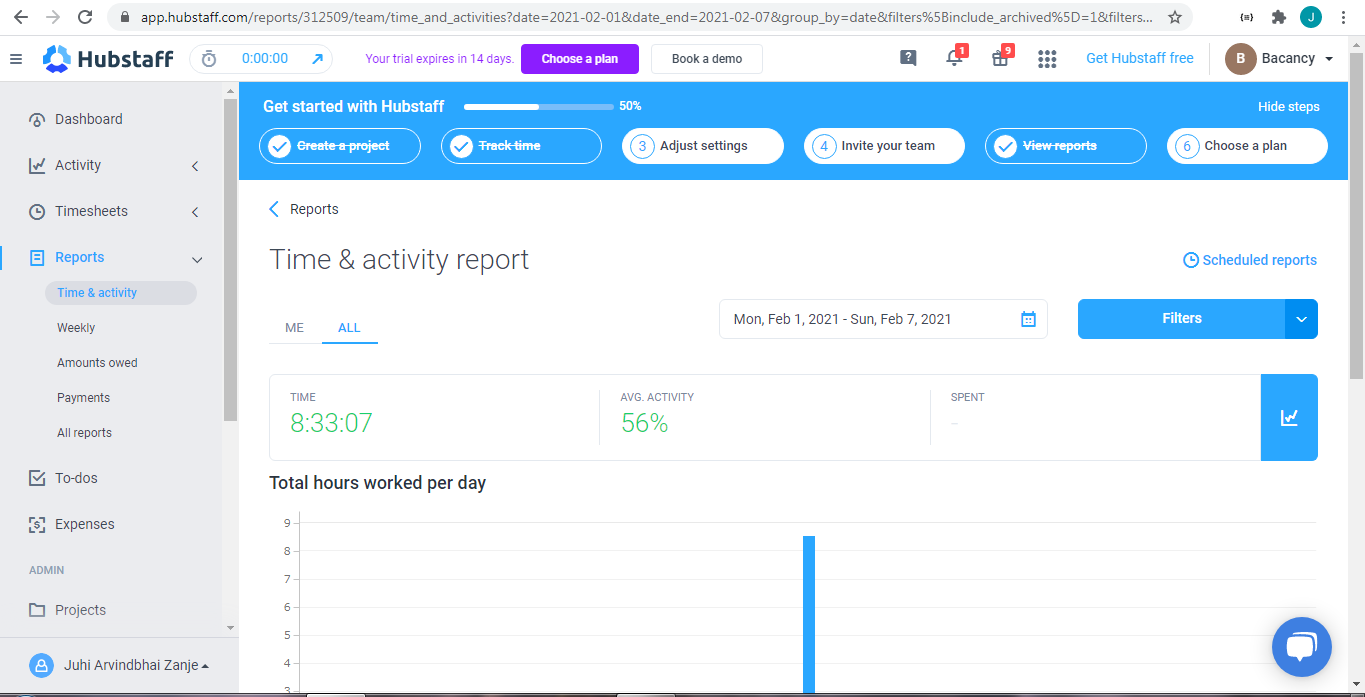 app.hubstaff.com/reports/312509/team/time_and_activities?date=2021-02-01&date_end=2021-02-07&group_by=date&filters%5Binclude_archived%5D=1&filters...
J
Hubstaff
0:00:00
Your trial expires in 14 days.
Choose a plan
Book a demo
?
1
9
Get Hubstaff free
B
Bacancy
Dashboard
Activity
Timesheets
Reports
Time & activity
Weekly
Amounts owed
Payments
All reports
To-dos
Expenses
ADMIN
Projects
Juhi Arvindbhai Zanje
Get started with Hubstaff
50%
Hide steps
Create a project
Track time
3 Adjust settings
4 Invite your team
View reports
6 Choose a plan
Reports
Time & activity report
Scheduled reports
ME
ALL
Mon, Feb 1, 2021 - Sun, Feb 7, 2021
Filters
TIME
8:33:07
AVG. ACTIVITY
56%
SPENT
-
Total hours worked per day
9
8
7
6
5
4
3